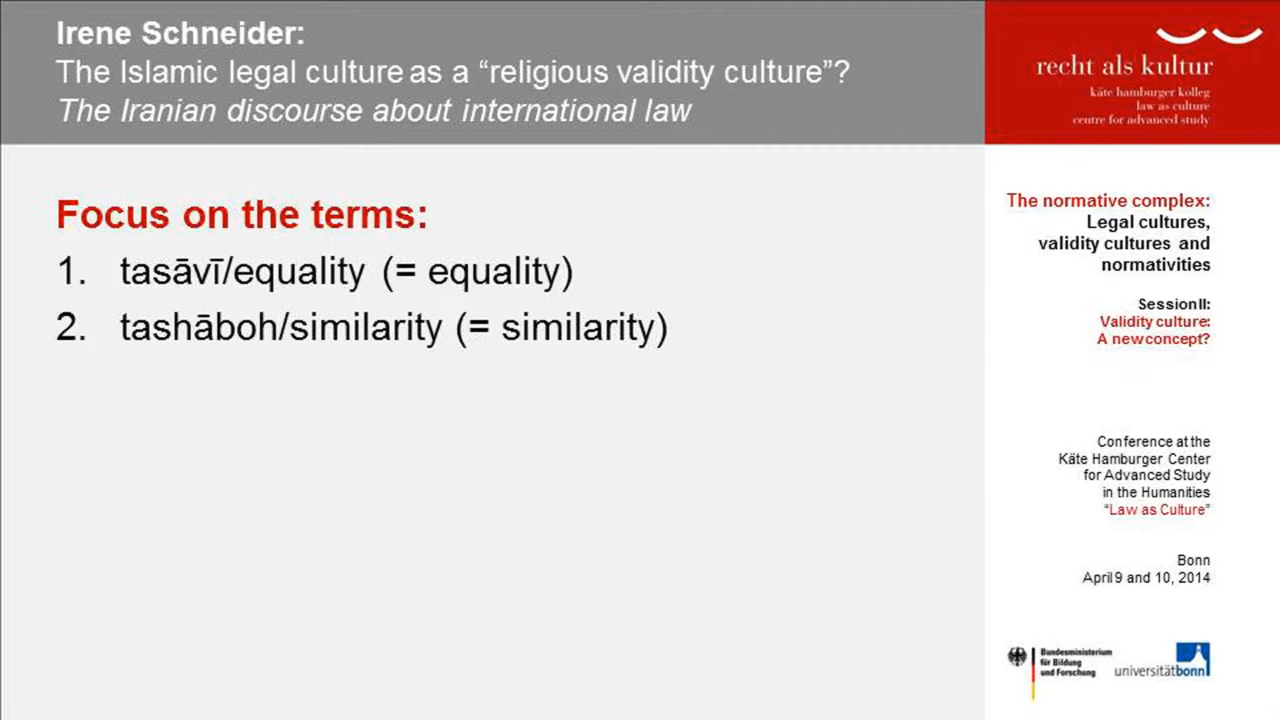 Irene Schneider:
The Islamic legal culture as a “religious validity culture”?
The Iranian discourse about international law
recht als kultur
käte hamburger kolleg
law as culture
centre for advanced study
Focus on the terms:
1. tasāvī/equality (= equality)
2. tashāboh/similarity (= similarity)
The normative complex:
Legal cultures,
validity cultures and
normativities
Session II:
Validity culture:
A new concept?
Conference at the
Käte Hamburger Center
for Advanced Study
in the Humanities
“Law as Culture”
Bonn
April 9 and 10, 2014
Bundesministerium
für Bildung
und Forschung
universitätbonn